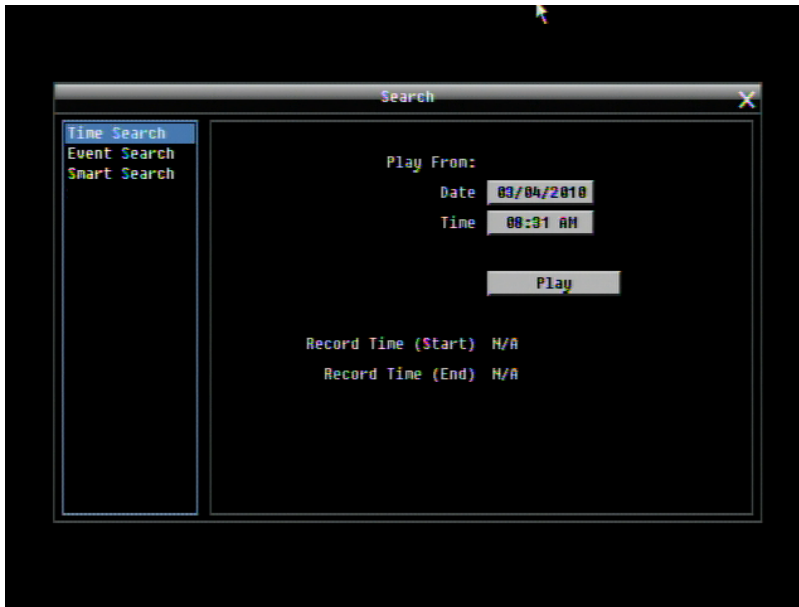 Search
Time Search
Event Search
Smart Search
Play From:
Date 03/04/2010
Time 08:31 AM
Play
Record Time (Start) N/A
Record Time (End) N/A